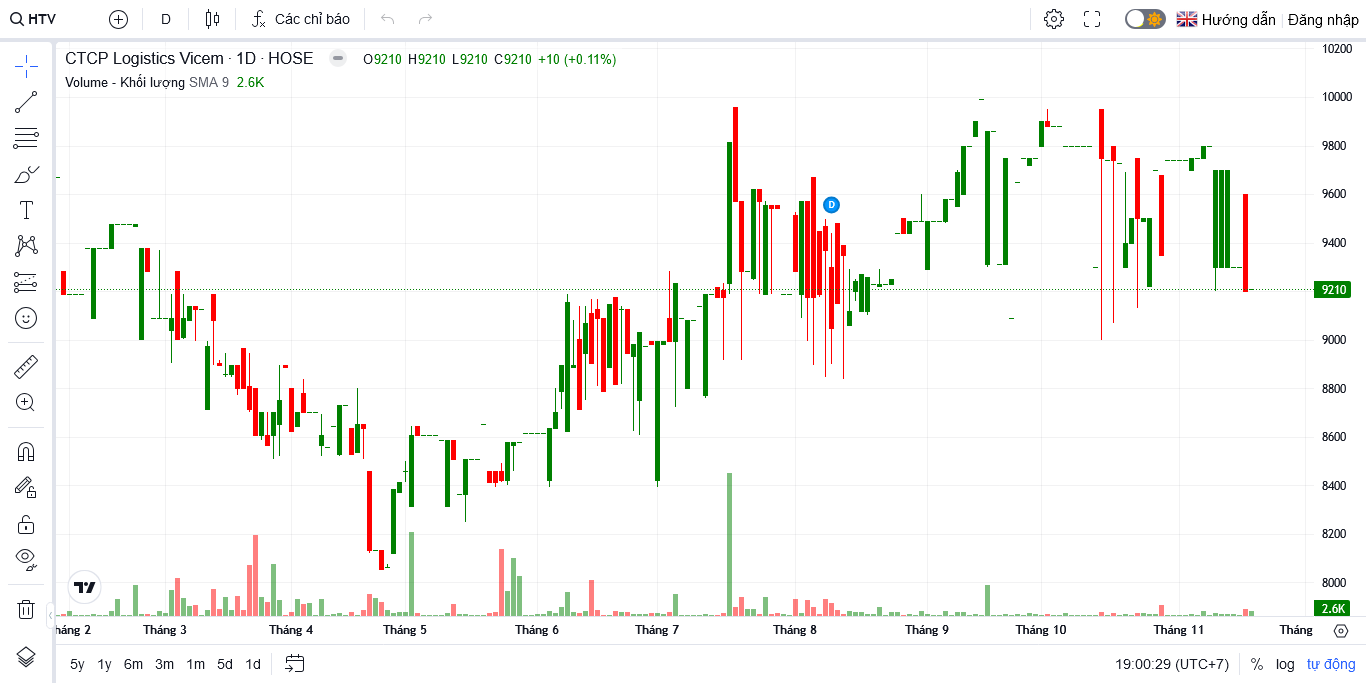 HTV D Các chỉ báo Hướng dẫn Đăng nhập
CTCP Logistics Vicem · 1D · HOSE O9210 H9210 L9210 C9210 +10 (+0.11%)
Volume - Khối lượng SMA 9 2.6K
D
10200
10000
9800
9600
9400
9210
9000
8800
8600
8400
8200
8000
2.6K
háng 2 Tháng 3 Tháng 4 Tháng 5 Tháng 6 Tháng 7 Tháng 8 Tháng 9 Tháng 10 Tháng 11 Tháng
5y 1y 6m 3m 1m 5d 1d 19:00:29 (UTC+7) % log tự động